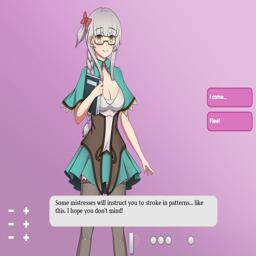 I came...
Flee!
Some mistresses will instruct you to stroke in patterns... like
this. I hope you don't mind!